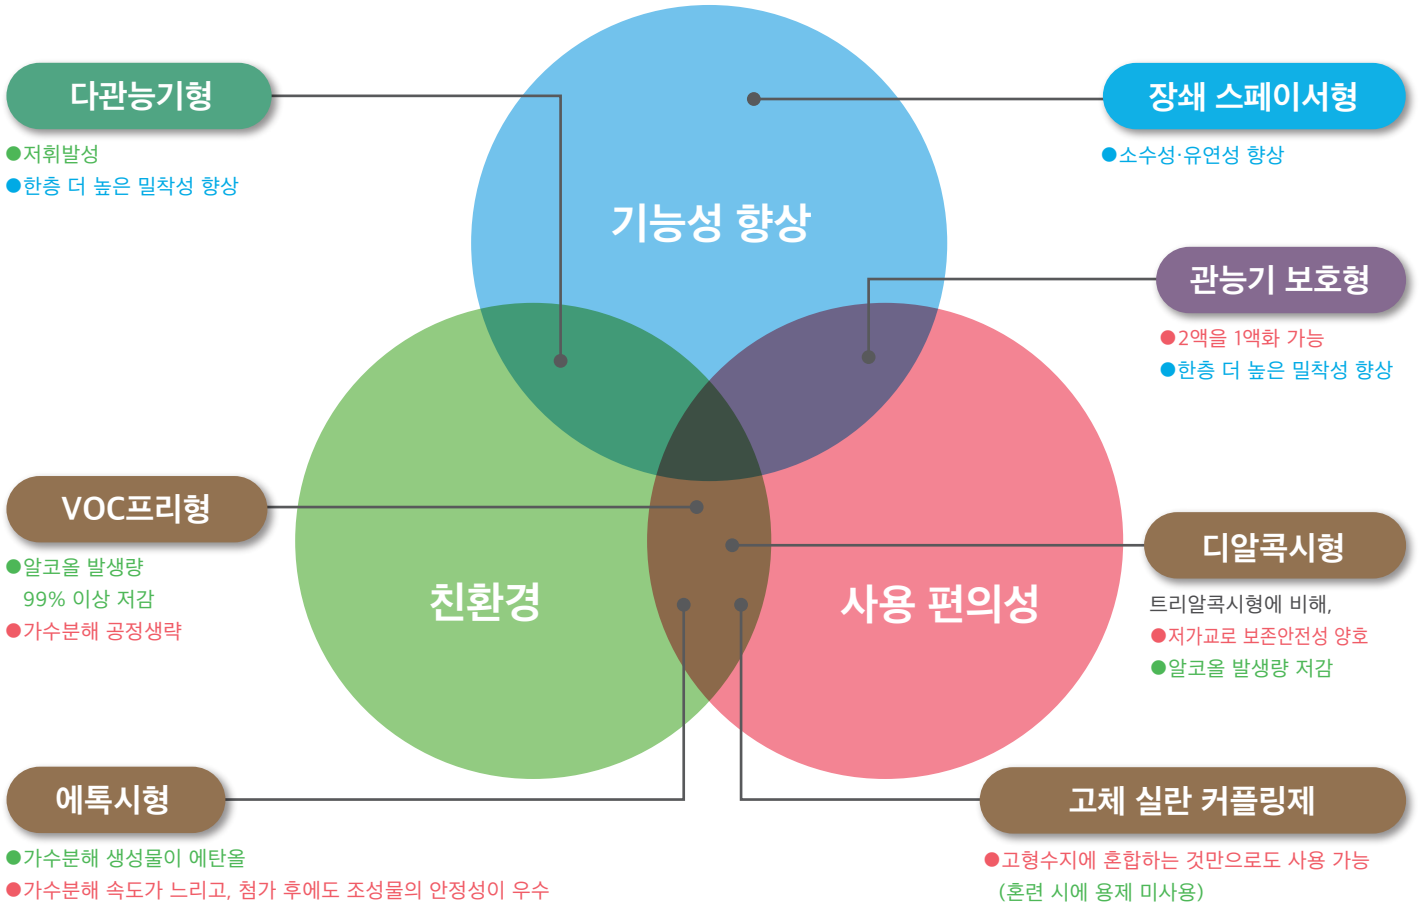 기능성 향상
친환경
사용 편의성
다관능기형
●저휘발성
●한층 더 높은 밀착성 향상
장쇄 스페이서형
●소수성·유연성 향상
관능기 보호형
●2액을 1액화 가능
●한층 더 높은 밀착성 향상
VOC프리형
●알코올 발생량
99% 이상 저감
●가수분해 공정생략
디알콕시형
트리알콕시형에 비해,
●저가교로 보존안전성 양호
●알코올 발생량 저감
에톡시형
●가수분해 생성물이 에탄올
●가수분해 속도가 느리고, 첨가 후에도 조성물의 안정성이 우수
고체 실란 커플링제
●고형수지에 혼합하는 것만으로도 사용 가능
(혼련 시에 용제 미사용)